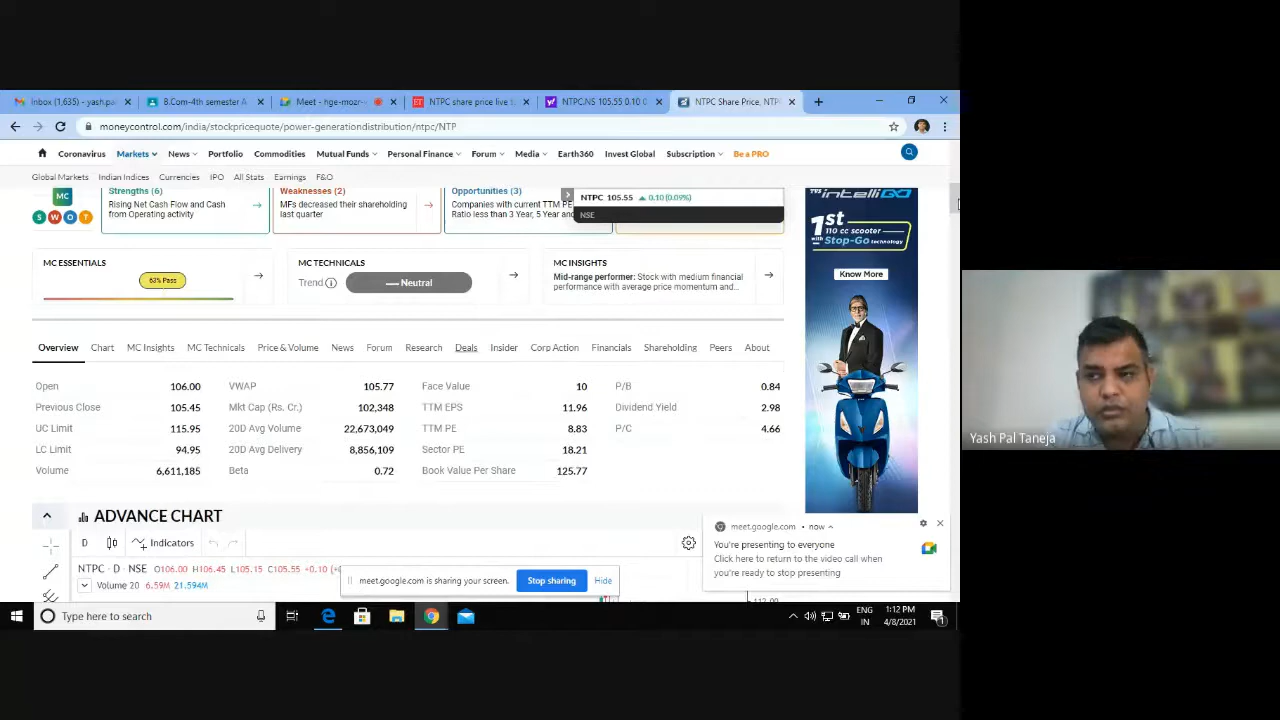 Inbox (1,635) - yash.pa
B.Com-4th semester A
Meet - hge-mozr-
NTPC share price live
NTPC.NS 105.55 0.10 0
NTPC Share Price, NTP
moneycontrol.com/india/stockpricequote/power-generationdistribution/ntpc/NTP
Coronavirus Markets News Portfolio Commodities Mutual Funds Personal Finance Forum Media Earth360 Invest Global Subscription Be a PRO
Global Markets Indian Indices Currencies IPO All Stats Earnings F&O
MC
S W O T
Strengths (6)
Rising Net Cash Flow and Cash
from Operating activity
Weaknesses (2)
MFs decreased their shareholding
last quarter
Opportunities (3)
Companies with current TTM PE
Ratio less than 3 Year, 5 Year and
NTPC 105.55 ▲ 0.10 (0.09%)
NSE
MC ESSENTIALS
63% Pass
MC TECHNICALS
Trend
Neutral
MC INSIGHTS
Mid-range performer: Stock with medium financial
performance with average price momentum and...
Overview Chart MC Insights MC Technicals Price & Volume News Forum Research Deals Insider Corp Action Financials Shareholding Peers About
Open 106.00 VWAP 105.77 Face Value 10 P/B 0.84
Previous Close 105.45 Mkt Cap (Rs. Cr.) 102,348 TTM EPS 11.96 Dividend Yield 2.98
UC Limit 115.95 20D Avg Volume 22,673,049 TTM PE 8.83 P/C 4.66
LC Limit 94.95 20D Avg Delivery 8,856,109 Sector PE 18.21
Volume 6,611,185 Beta 0.72 Book Value Per Share 125.77
ADVANCE CHART
D Indicators
NTPC · D · NSE O106.00 H106.45 L105.15 C105.55 +0.10
Volume 20 6.59M 21.594M
TVS intelliGO
1st
110 cc scooter
with Stop-Go technology
Know More
meet.google.com • now
You're presenting to everyone
Click here to return to the video call when
you're ready to stop presenting
meet.google.com is sharing your screen.
Stop sharing
Hide
Type here to search
ENG
IN
1:12 PM
4/8/2021
Yash Pal Taneja